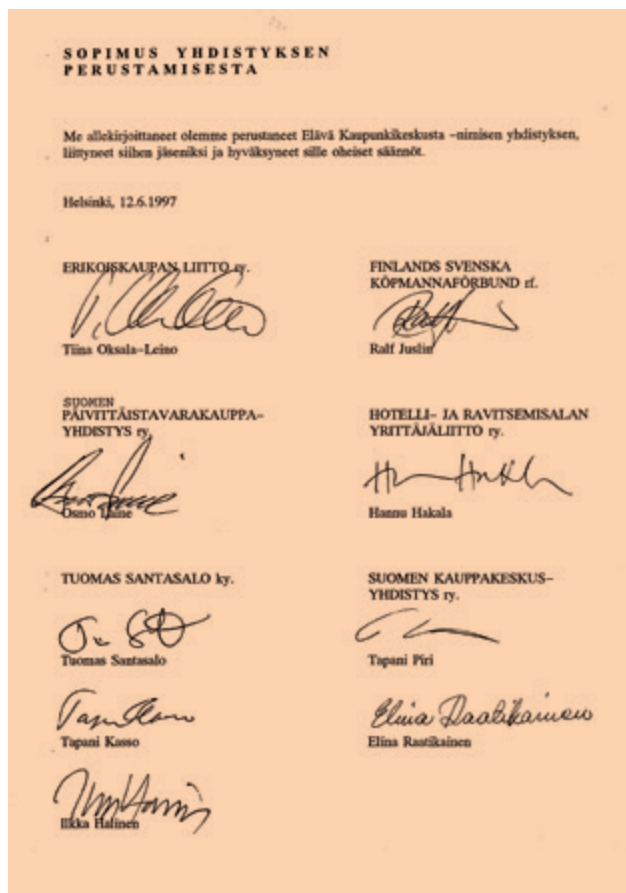 SOPIMUS YHDISTYKSEN
PERUSTAMISESTA
Me allekirjoittaneet olemme perustaneet Elävä Kaupunkikeskusta –nimisen yhdistyksen,
liittyneet siihen jäseniksi ja hyväksyneet sille oheiset säännöt.
Helsinki, 12.6.1997
ERIKOISKAUPAN LIITTO ry.
Tiina Oksala–Leino
FINLANDS SVENSKA
KÖPMANNAFÖRBUND rf.
Ralf Juslin
SUOMEN
PÄIVITTÄISTAVARAKAUPPA–
YHDISTYS ry.
Osmo Laine
HOTELLI– JA RAVITSEMISALAN
YRITTÄJÄLIITTO ry.
Hannu Hakala
TUOMAS SANTASALO ky.
Tuomas Santasalo
SUOMEN KAUPPAKESKUS–
YHDISTYS ry.
Tapani Piri
Tapani Kasso
Elina Raatikainen
Elina Raatikainen
Ilkka Halinen